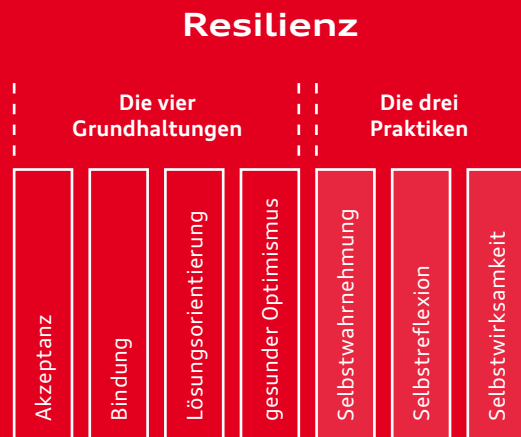 Resilienz
Die vier
Grundhaltungen
Die drei
Praktiken
Akzeptanz
Bindung
Lösungsorientierung
gesunder Optimismus
Selbstwahrnehmung
Selbstreflexion
Selbstwirksamkeit